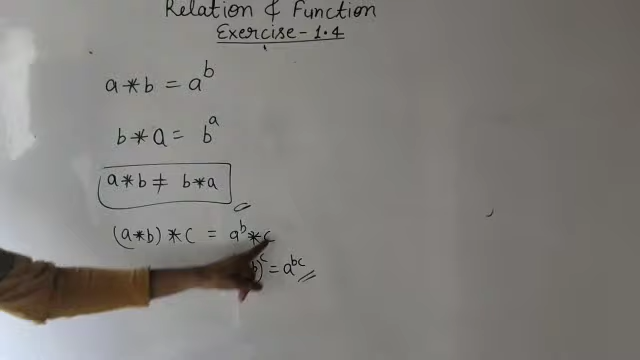 Relation & Function
Exercise-1.4
a * b = a^b
b * a = b^a
a * b ≠ b * a
(a * b) * c = a^b * c
b)^c = a^bc